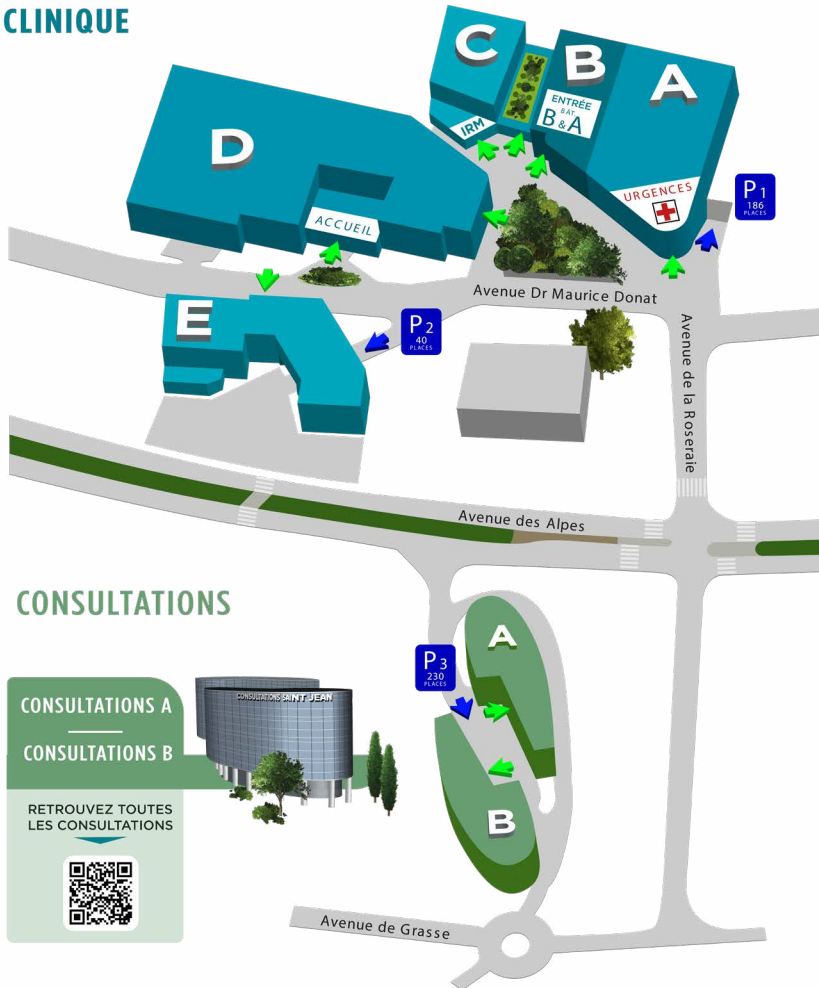 CLINIQUE
C
B
A
D
IRM
ENTRÉE
BÂT
B & A
URGENCES
P1
186
PLACES
ACCUEIL
Avenue Dr Maurice Donat
E
P2
40
PLACES
Avenue de la Roseraie
Avenue des Alpes
CONSULTATIONS
A
P3
230
PLACES
B
CONSULTATIONS A
CONSULTATIONS B
CONSULTATIONS SAINT JEAN
RETROUVEZ TOUTES
LES CONSULTATIONS
Avenue de Grasse